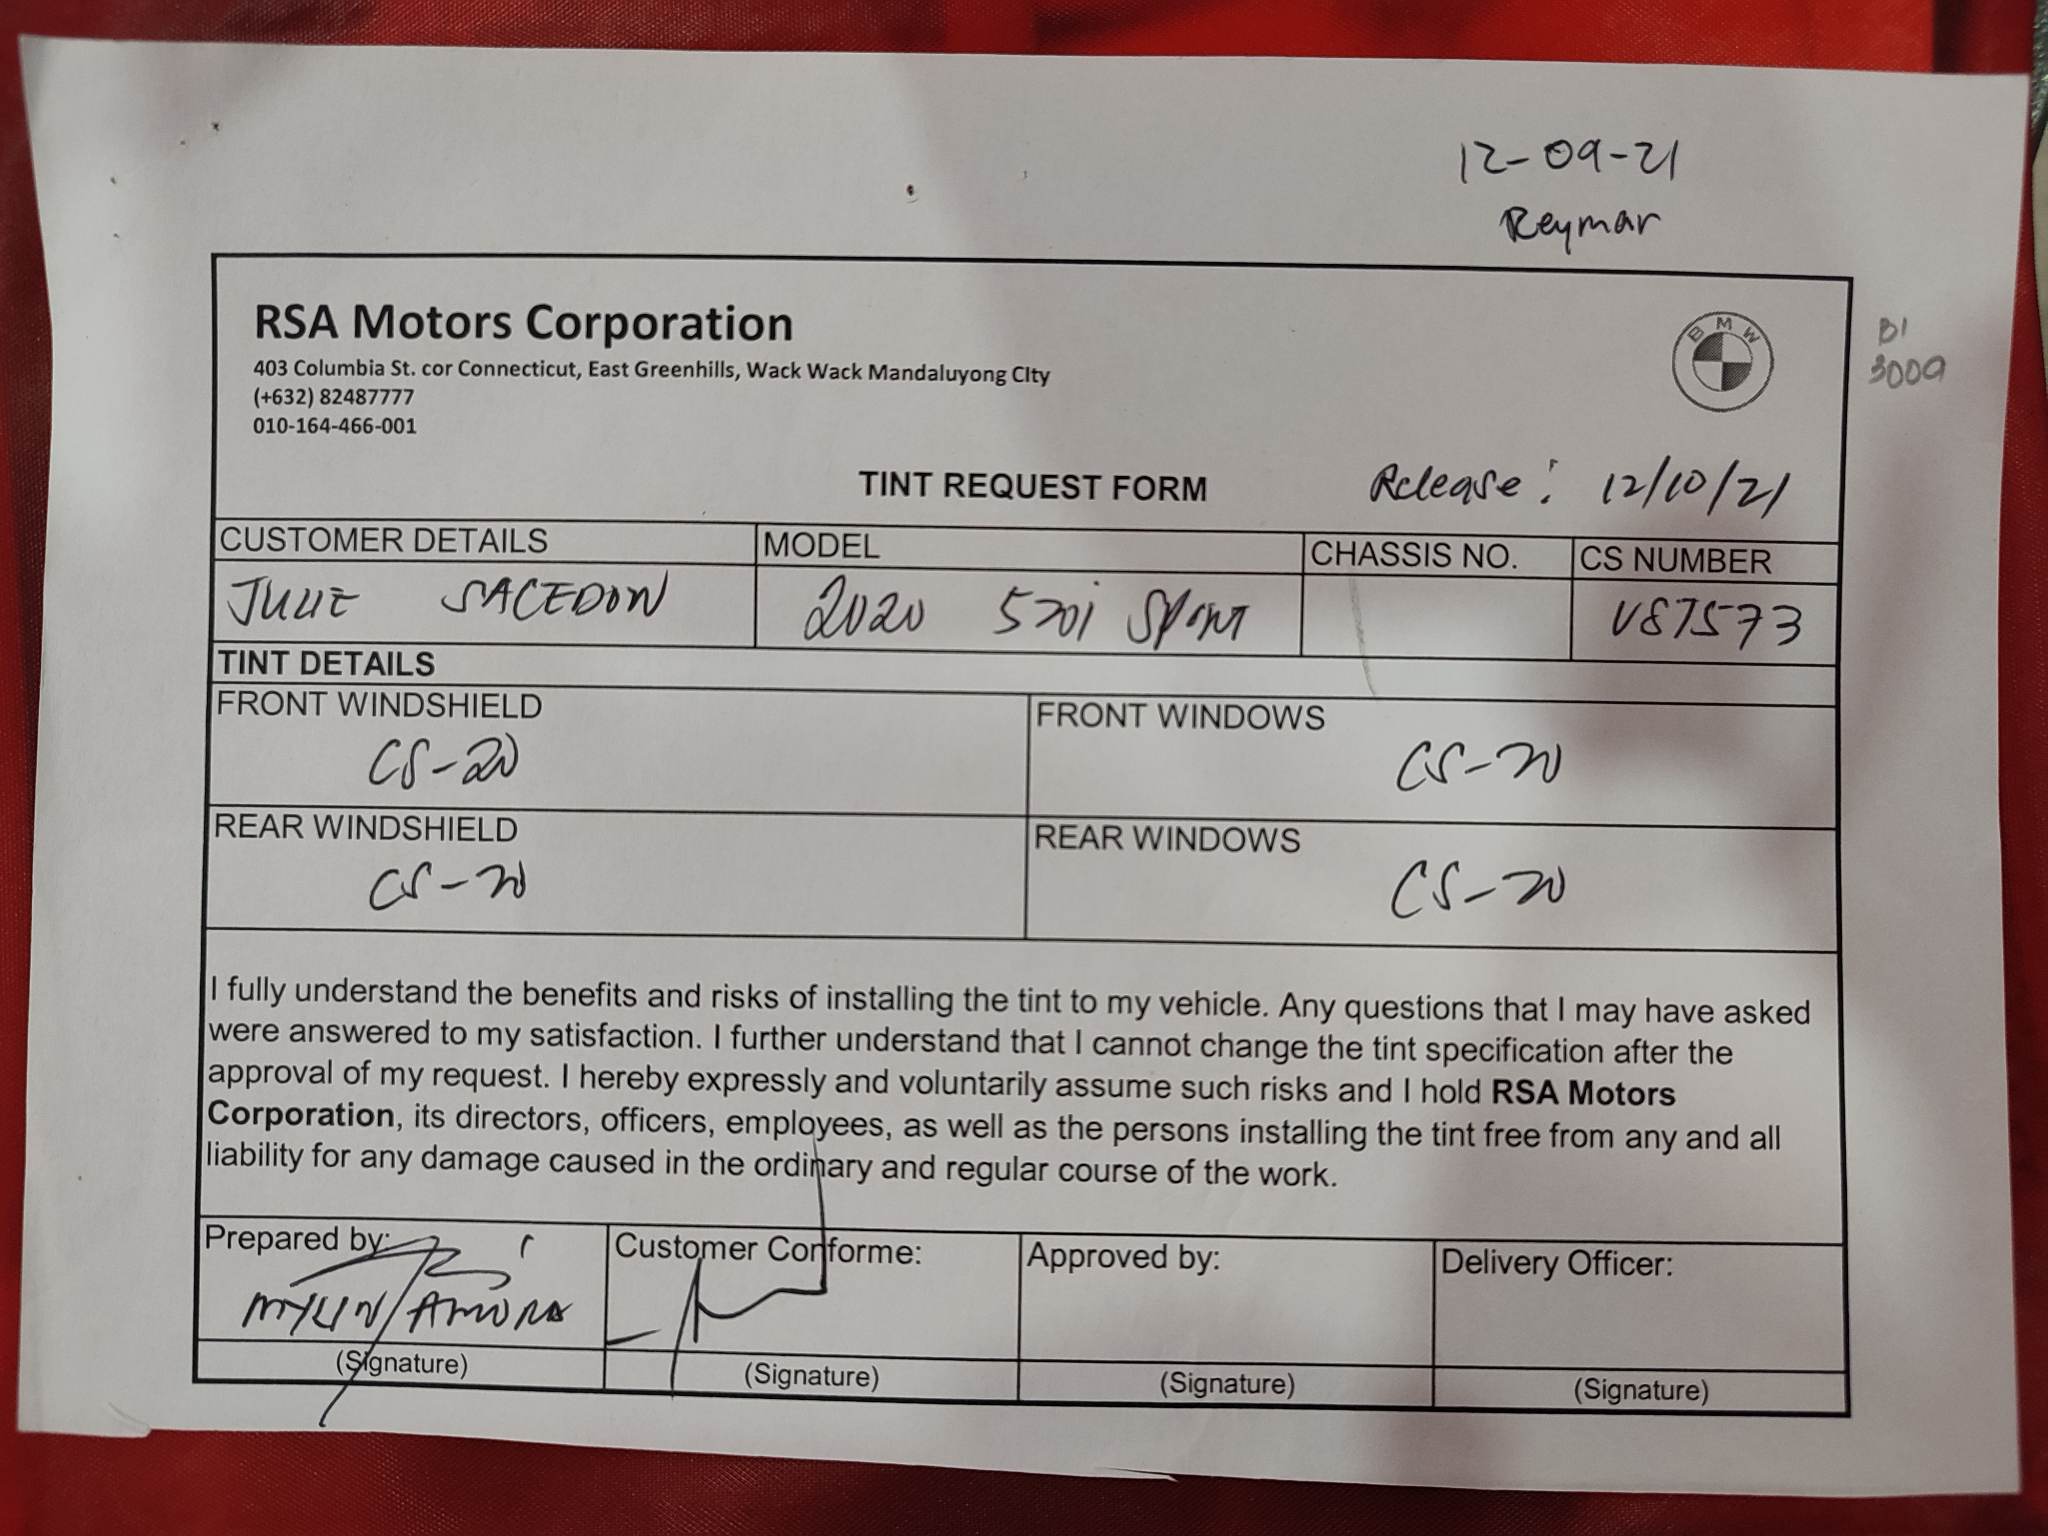 12-09-21
Reymar
RSA Motors Corporation
BMW
403 Columbia St. cor Connecticut, East Greenhills, Wack Wack Mandaluyong CIty
(+632) 82487777
010-164-466-001
B1
3009
TINT REQUEST FORM
Release: 12/10/21
CUSTOMER DETAILS MODEL CHASSIS NO. CS NUMBER
JULIE SACEDON 2020 520i SPORT V87573
TINT DETAILS
FRONT WINDSHIELD FRONT WINDOWS
CS-20 CS-20
REAR WINDSHIELD REAR WINDOWS
CS-20 CS-20
I fully understand the benefits and risks of installing the tint to my vehicle. Any questions that I may have asked
were answered to my satisfaction. I further understand that I cannot change the tint specification after the
approval of my request. I hereby expressly and voluntarily assume such risks and I hold RSA Motors
Corporation, its directors, officers, employees, as well as the persons installing the tint free from any and all
liability for any damage caused in the ordinary and regular course of the work.
Prepared by: Customer Conforme: Approved by: Delivery Officer:
MYLIN/AMORA
(Signature) (Signature) (Signature) (Signature)